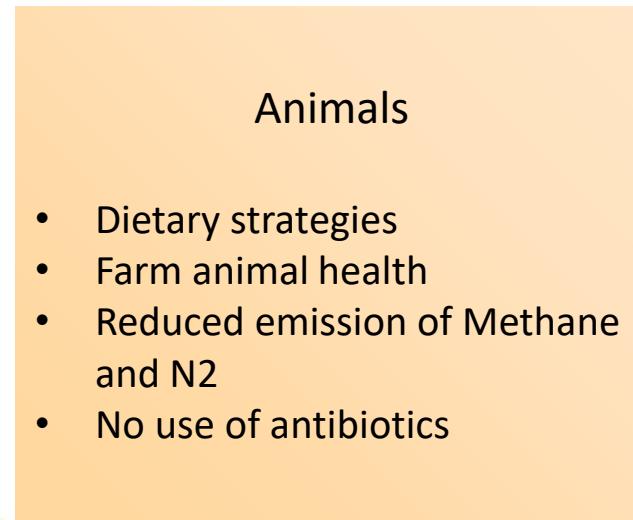 Animals
• Dietary strategies
• Farm animal health
• Reduced emission of Methane
and N2
• No use of antibiotics